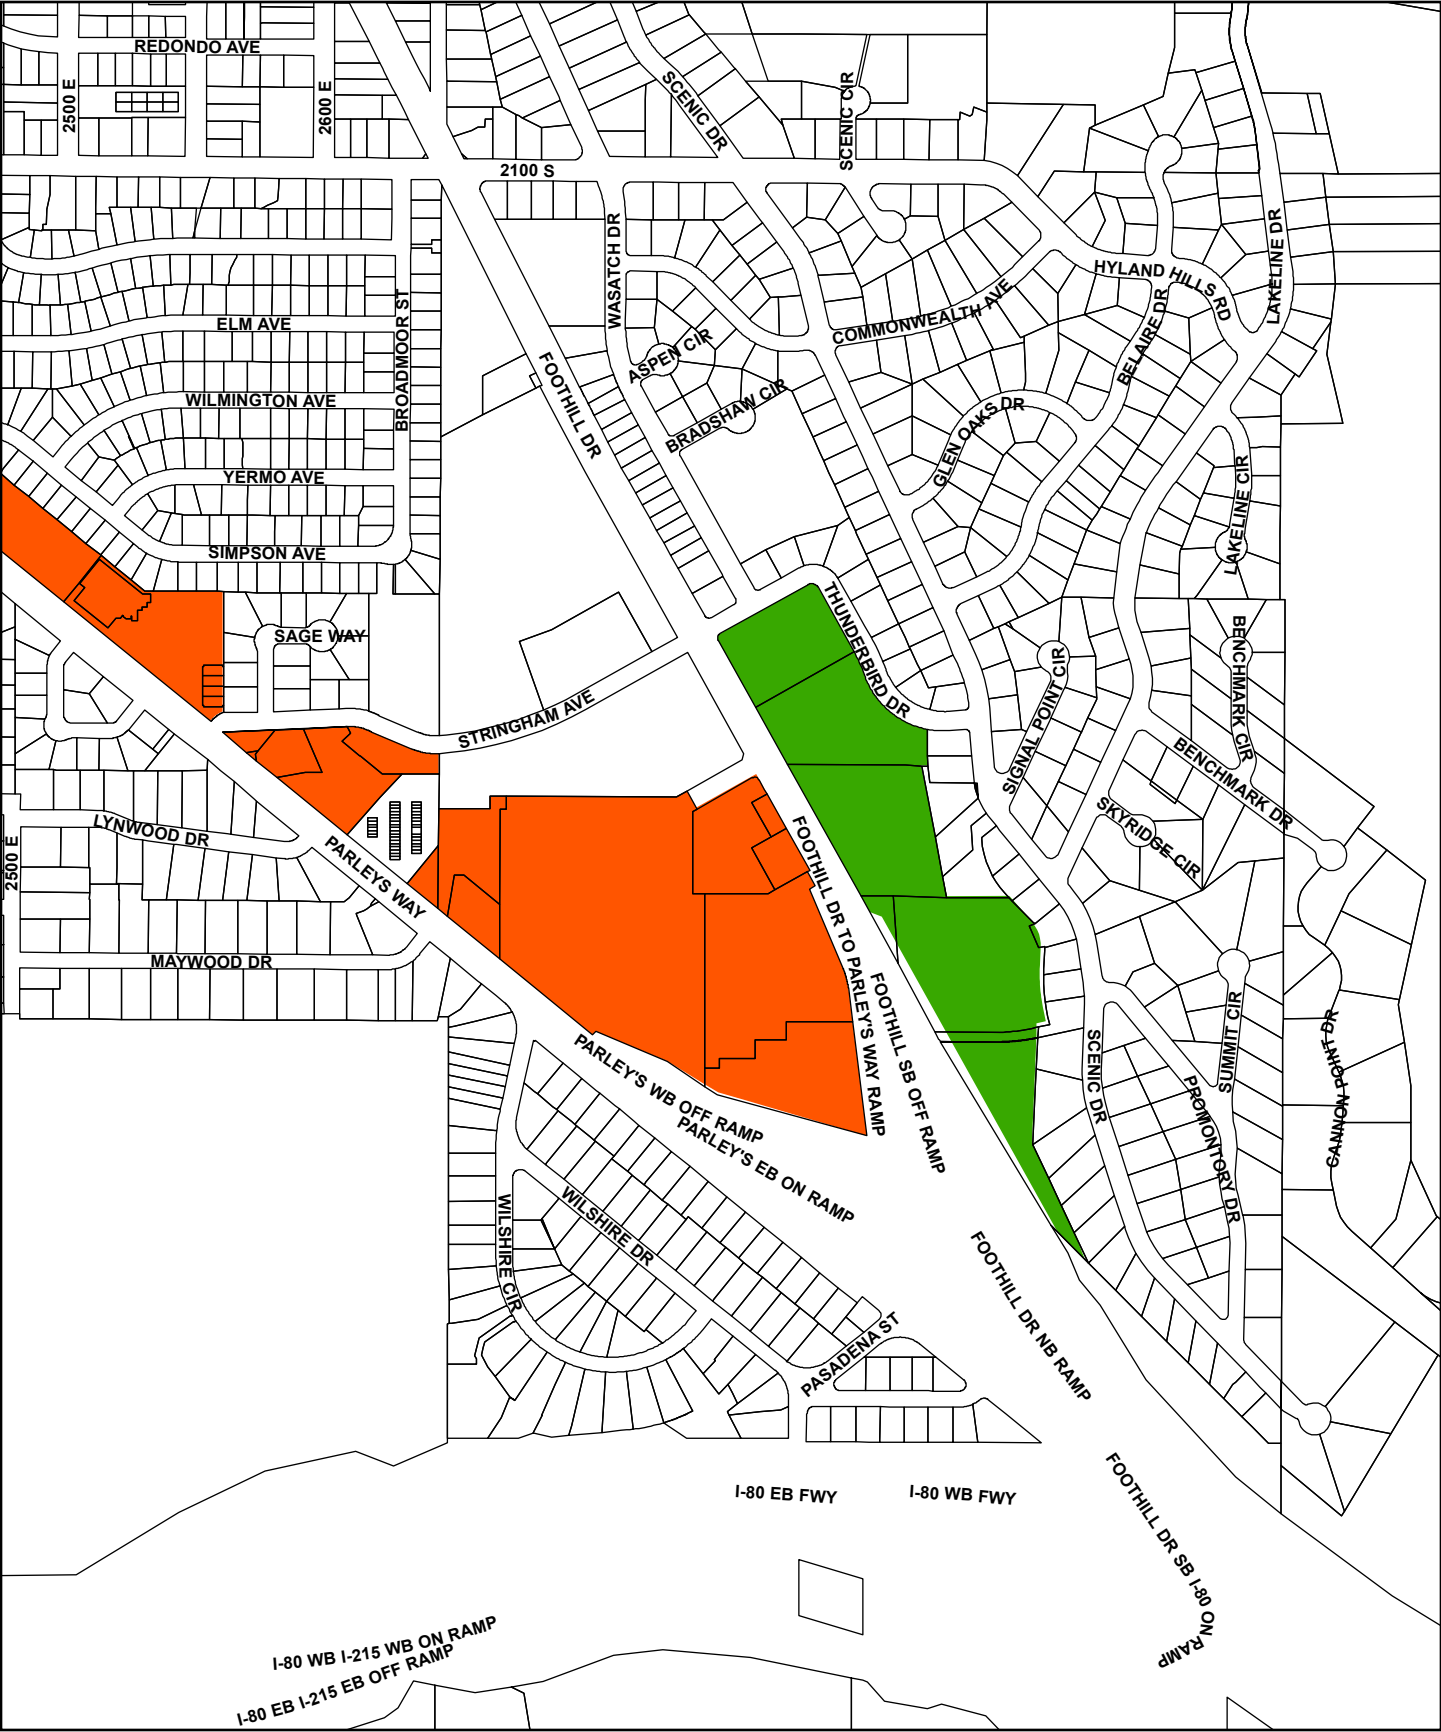 REDONDO AVE
2500 E
2600 E
SCENIC DR
SCENIC CIR
2100 S
WASATCH DR
LAKELINE DR
HYLAND HILLS RD
BELAIRE DR
COMMONWEALTH AVE
ELM AVE
BROADMOOR ST
ASPEN CIR
FOOTHILL DR
BRADSHAW CIR
WILMINGTON AVE
GLEN OAKS DR
YERMO AVE
LAKELINE CIR
SIMPSON AVE
THUNDERBIRD DR
SAGE WAY
STRINGHAM AVE
SIGNAL POINT CIR
BENCHMARK CIR
BENCHMARK DR
SKYRIDGE CIR
LYNWOOD DR
2500 E
PARLEYS WAY
FOOTHILL DR TO PARLEY'S WAY RAMP
MAYWOOD DR
FOOTHILL SB OFF RAMP
SUMMIT CIR
CANNON POINT DR
SCENIC DR
PROMONTORY DR
PARLEY'S WB OFF RAMP
PARLEY'S EB ON RAMP
WILSHIRE DR
WILSHIRE CIR
FOOTHILL DR NB RAMP
PASADENA ST
I-80 EB FWY
I-80 WB FWY
FOOTHILL DR SB I-80 ON RAMP
I-80 WB I-215 WB ON RAMP
I-80 EB I-215 EB OFF RAMP